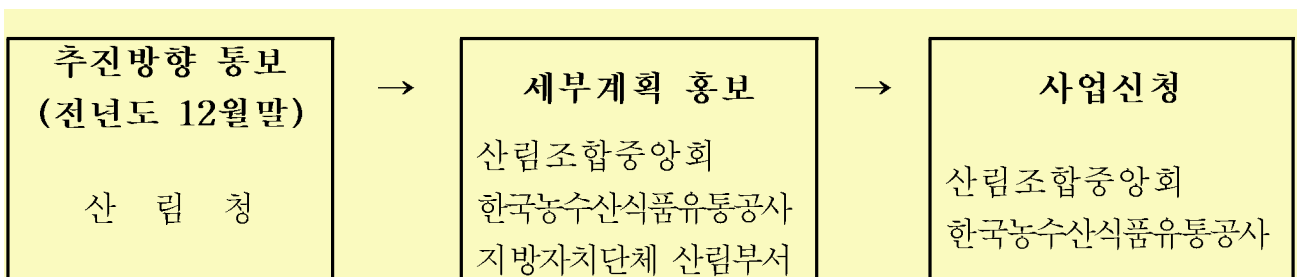 추진방향 통보
(전년도 12월말)
산 림 청
→
세부계획 홍보
산림조합중앙회
한국농수산식품유통공사
지방자치단체 산림부서
→
사업신청
산림조합중앙회
한국농수산식품유통공사